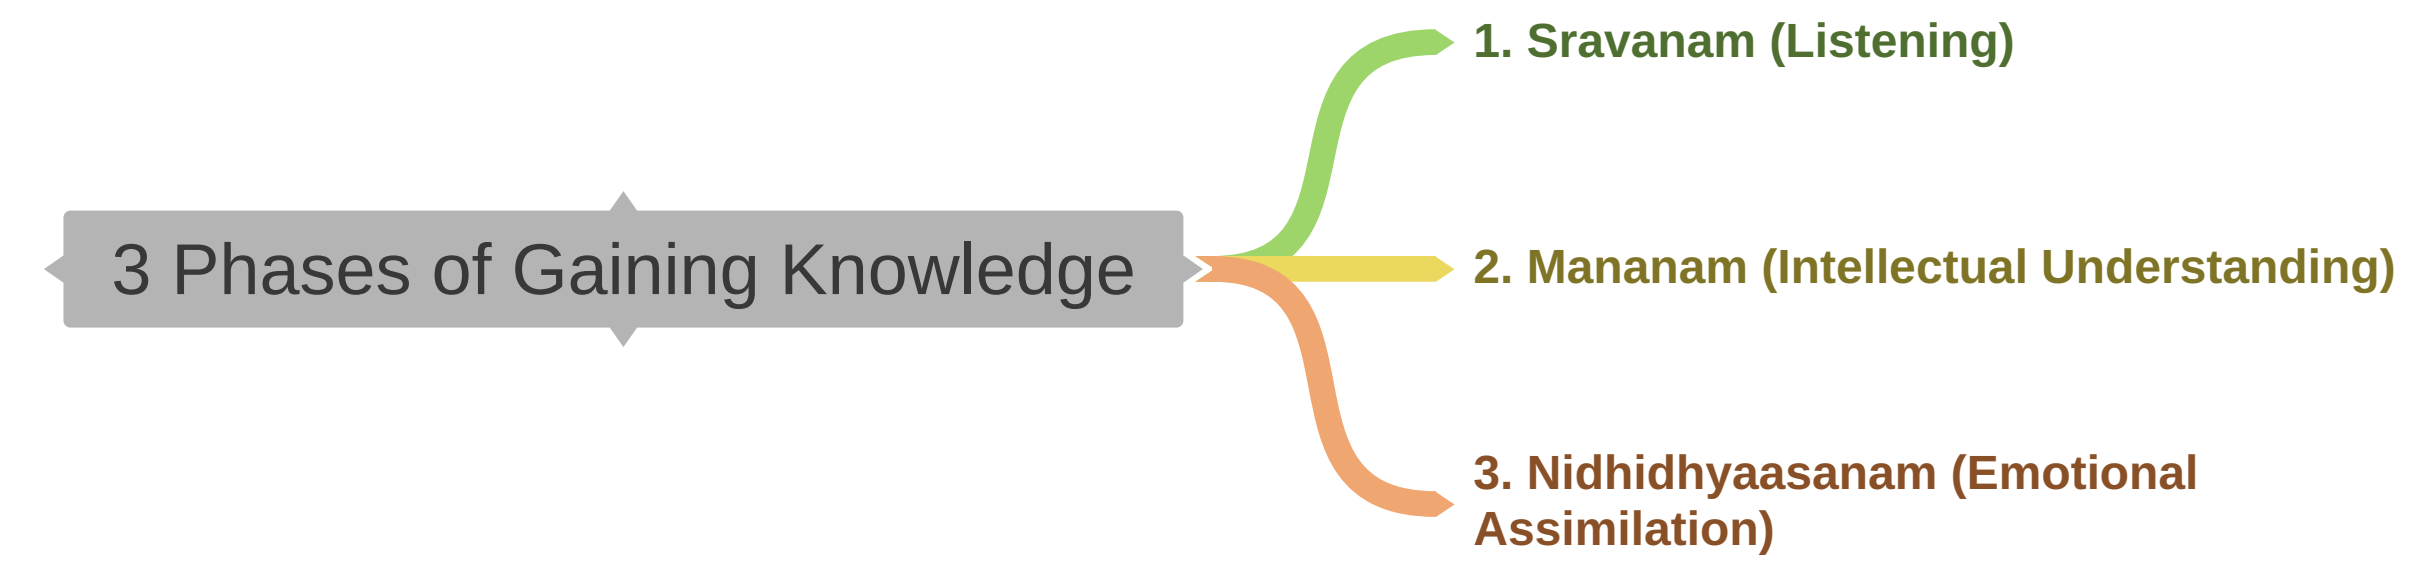 3 Phases of Gaining Knowledge
1. Sravanam (Listening)
2. Mananam (Intellectual Understanding)
3. Nidhidhyaasanam (Emotional
Assimilation)